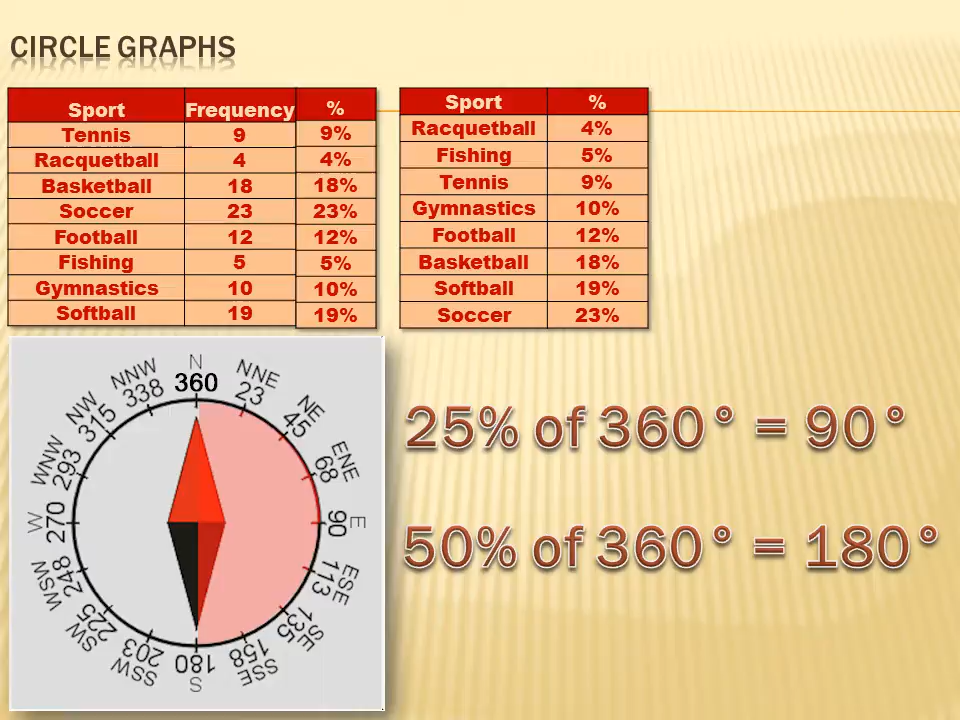 CIRCLE GRAPHS
Sport Frequency %
Tennis 9 9%
Racquetball 4 4%
Basketball 18 18%
Soccer 23 23%
Football 12 12%
Fishing 5 5%
Gymnastics 10 10%
Softball 19 19%
Sport %
Racquetball 4%
Fishing 5%
Tennis 9%
Gymnastics 10%
Football 12%
Basketball 18%
Softball 19%
Soccer 23%
N
360
NNE
23
NE
45
ENE
68
E
90
ESE
113
SE
135
SSE
158
S
180
SSW
203
SW
225
WSW
248
W
270
WNW
293
NW
315
NNW
338
25% of 360° = 90°
50% of 360° = 180°